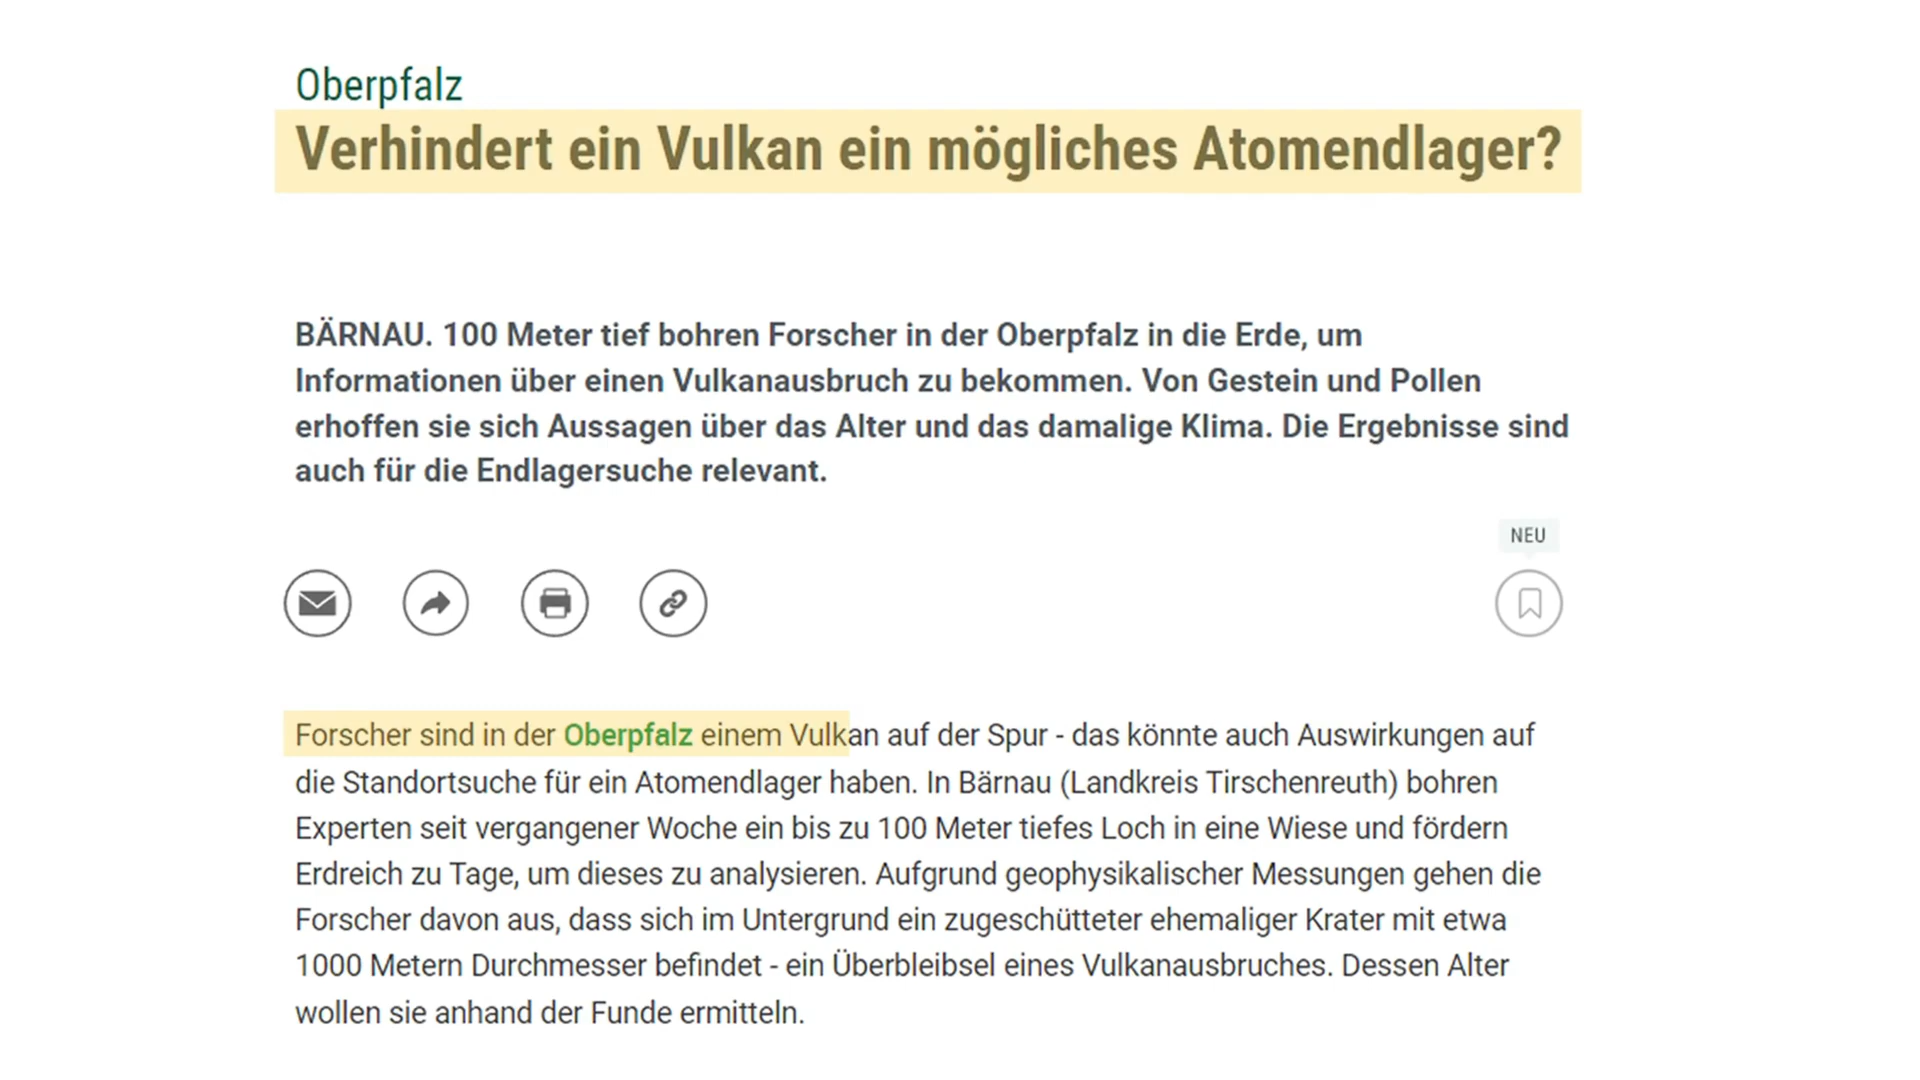 Oberpfalz
Verhindert ein Vulkan ein mögliches Atomendlager?
BÄRNAU. 100 Meter tief bohren Forscher in der Oberpfalz in die Erde, um
Informationen über einen Vulkanausbruch zu bekommen. Von Gestein und Pollen
erhoffen sie sich Aussagen über das Alter und das damalige Klima. Die Ergebnisse sind
auch für die Endlagersuche relevant.
NEU
Forscher sind in der Oberpfalz einem Vulkan auf der Spur - das könnte auch Auswirkungen auf
die Standortsuche für ein Atomendlager haben. In Bärnau (Landkreis Tirschenreuth) bohren
Experten seit vergangener Woche ein bis zu 100 Meter tiefes Loch in eine Wiese und fördern
Erdreich zu Tage, um dieses zu analysieren. Aufgrund geophysikalischer Messungen gehen die
Forscher davon aus, dass sich im Untergrund ein zugeschütteter ehemaliger Krater mit etwa
1000 Metern Durchmesser befindet - ein Überbleibsel eines Vulkanausbruches. Dessen Alter
wollen sie anhand der Funde ermitteln.